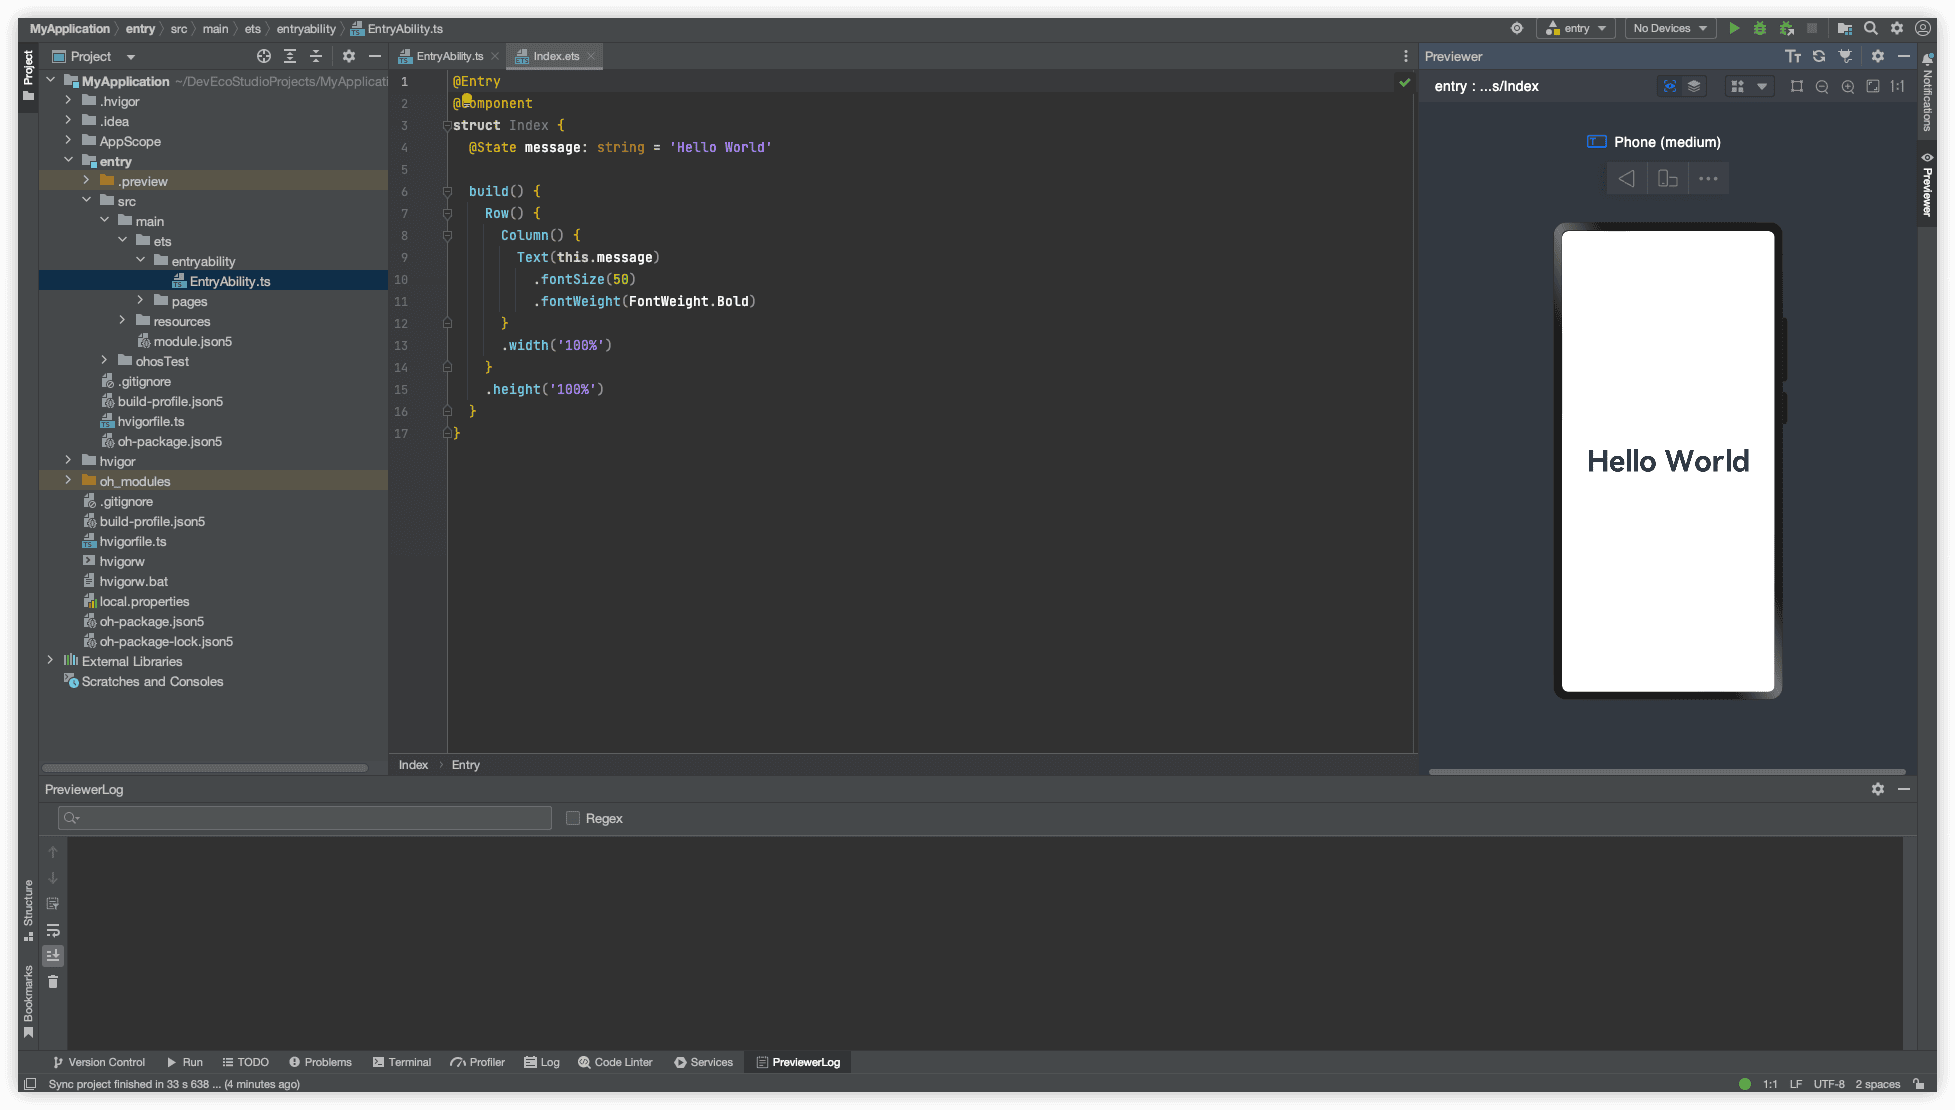 MyApplication entry src main ets entryability EntryAbility.ts entry No Devices
Project
Project
EntryAbility.ts Index.ets
Previewer
MyApplication ~/DevEcoStudioProjects/MyApplicati
.hvigor
.idea
AppScope
entry
.preview
src
main
ets
entryability
EntryAbility.ts
pages
resources
module.json5
ohosTest
.gitignore
build-profile.json5
hvigorfile.ts
oh-package.json5
hvigor
oh_modules
.gitignore
build-profile.json5
hvigorfile.ts
hvigorw
hvigorw.bat
local.properties
oh-package.json5
oh-package-lock.json5
External Libraries
Scratches and Consoles
1 @Entry
2 @Component
3 struct Index {
4 @State message: string = 'Hello World'
5
6 build() {
7 Row() {
8 Column() {
9 Text(this.message)
10 .fontSize(50)
11 .fontWeight(FontWeight.Bold)
12 }
13 .width('100%')
14 }
15 .height('100%')
16 }
17 }
Index Entry
entry : ...s/Index
1:1
Phone (medium)
Hello World
Notifications
Previewer
PreviewerLog
Regex
Structure
Bookmarks
Version Control Run TODO Problems Terminal Profiler Log Code Linter Services PreviewerLog
Sync project finished in 33 s 638 ... (4 minutes ago) 1:1 LF UTF-8 2 spaces